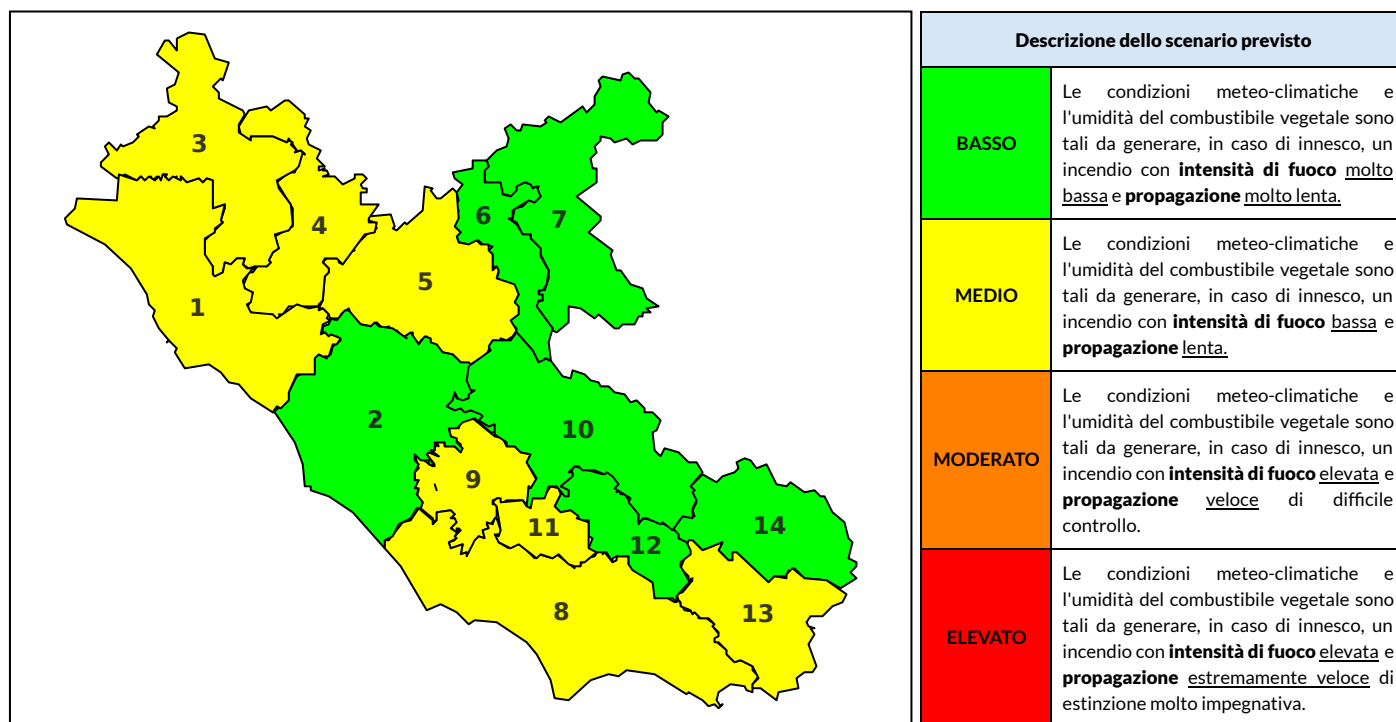 3
4
6
7
5
1
2
10
9
11
12
14
8
13
Descrizione dello scenario previsto
BASSO
Le condizioni meteo-climatiche e
l'umidità del combustibile vegetale sono
tali da generare, in caso di innesco, un
incendio con intensità di fuoco molto
bassa e propagazione molto lenta.
MEDIO
Le condizioni meteo-climatiche e
l'umidità del combustibile vegetale sono
tali da generare, in caso di innesco, un
incendio con intensità di fuoco bassa e
propagazione lenta.
MODERATO
Le condizioni meteo-climatiche e
l'umidità del combustibile vegetale sono
tali da generare, in caso di innesco, un
incendio con intensità di fuoco elevata e
propagazione veloce di difficile
controllo.
ELEVATO
Le condizioni meteo-climatiche e
l'umidità del combustibile vegetale sono
tali da generare, in caso di innesco, un
incendio con intensità di fuoco elevata e
propagazione estremamente veloce di
estinzione molto impegnativa.